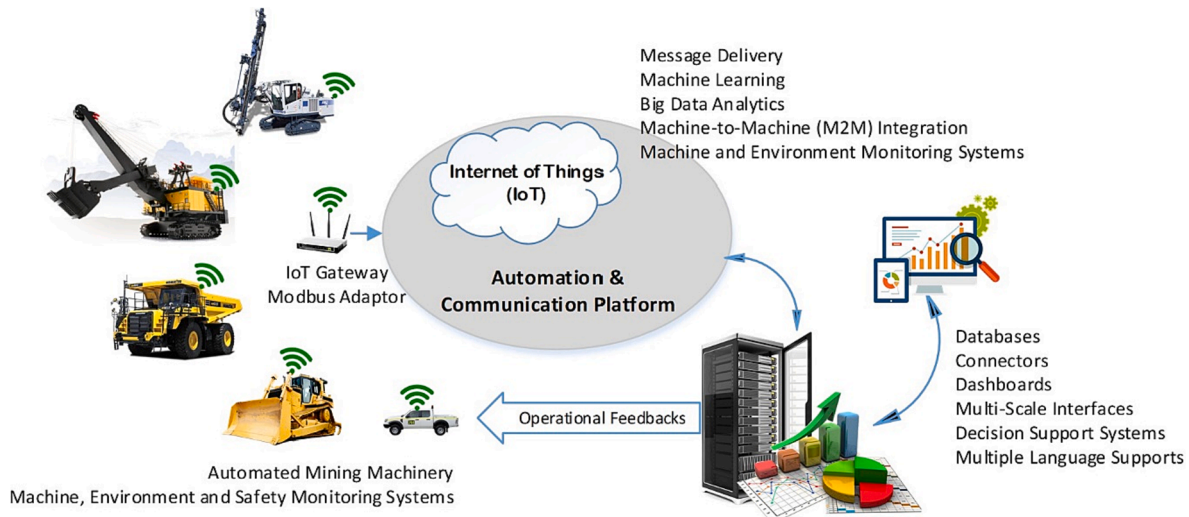 Message Delivery
Machine Learning
Big Data Analytics
Machine-to-Machine (M2M) Integration
Machine and Environment Monitoring Systems
Internet of Things
(IoT)
IoT Gateway
Modbus Adaptor
Automation &
Communication Platform
Databases
Connectors
Dashboards
Multi-Scale Interfaces
Decision Support Systems
Multiple Language Supports
Operational Feedbacks
Automated Mining Machinery
Machine, Environment and Safety Monitoring Systems